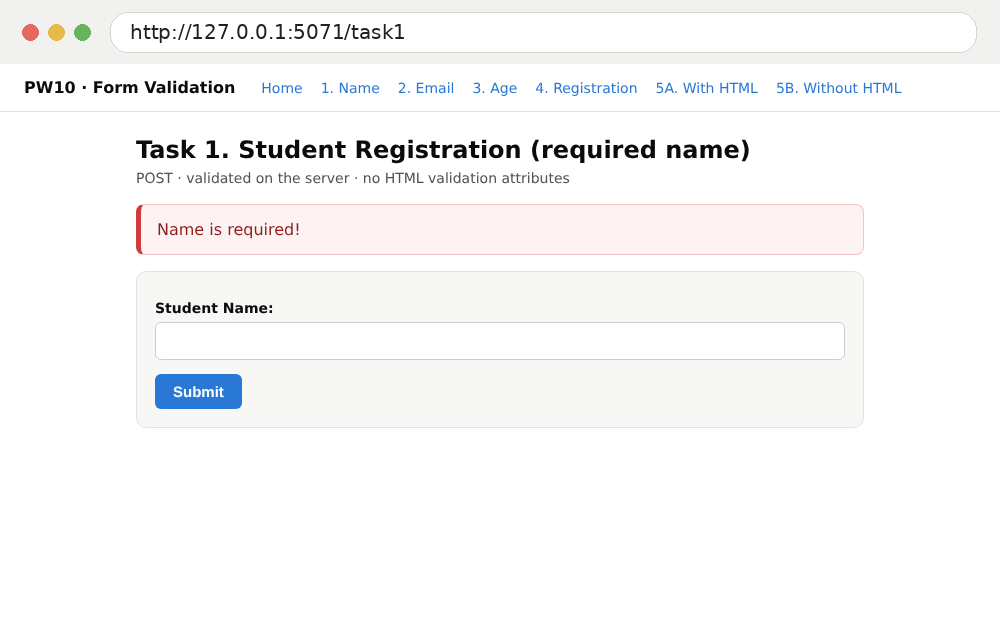 http://127.0.0.1:5071/task1
PW10 · Form Validation Home 1. Name 2. Email 3. Age 4. Registration 5A. With HTML 5B. Without HTML
Task 1. Student Registration (required name)
POST · validated on the server · no HTML validation attributes
Name is required!
Student Name:
Submit